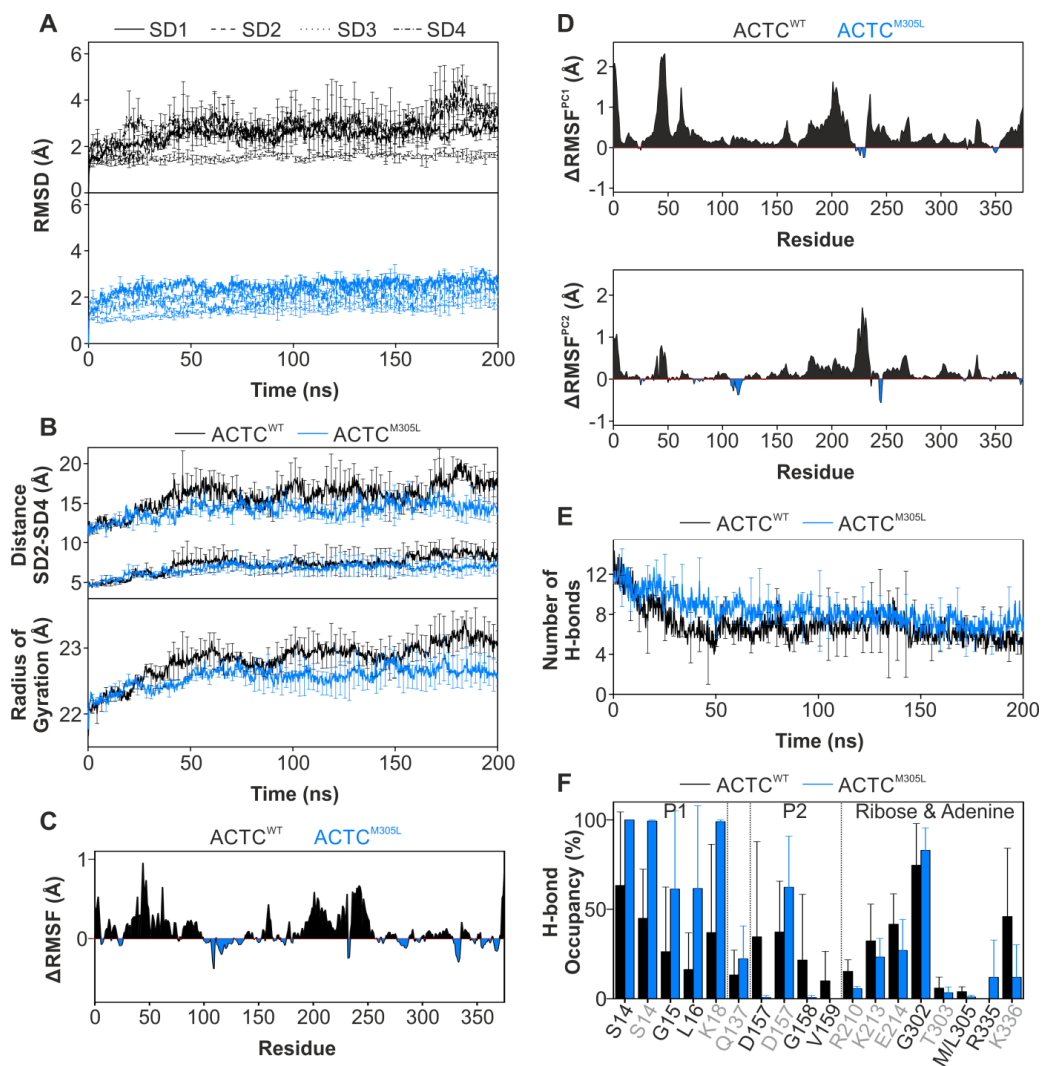 A
SD1 SD2 SD3 SD4
6
4
2
0
6
4
2
0
RMSD (Å)
0 50 100 150 200
Time (ns)
B
ACTC^WT ACTC^M305L
20
15
10
5
Distance
SD2-SD4 (Å)
23
22
Radius of
Gyration (Å)
0 50 100 150 200
Time (ns)
C
ACTC^WT ACTC^M305L
1
0
ΔRMSF (Å)
0 50 100 150 200 250 300 350
Residue
D
ACTC^WT ACTC^M305L
2
1
0
-1
ΔRMSF^PC1 (Å)
0 50 100 150 200 250 300 350
Residue
2
1
0
-1
ΔRMSF^PC2 (Å)
0 50 100 150 200 250 300 350
Residue
E
ACTC^WT ACTC^M305L
12
8
4
0
Number of
H-bonds
0 50 100 150 200
Time (ns)
F
ACTC^WT ACTC^M305L
P1 P2 Ribose & Adenine
100
50
0
H-bond
Occupancy (%)
S14 S14 G15 L16 K18 Q137 D157 D157 G158 V159 R210 K213 E214 G302 T303 M/L305 R335 K336